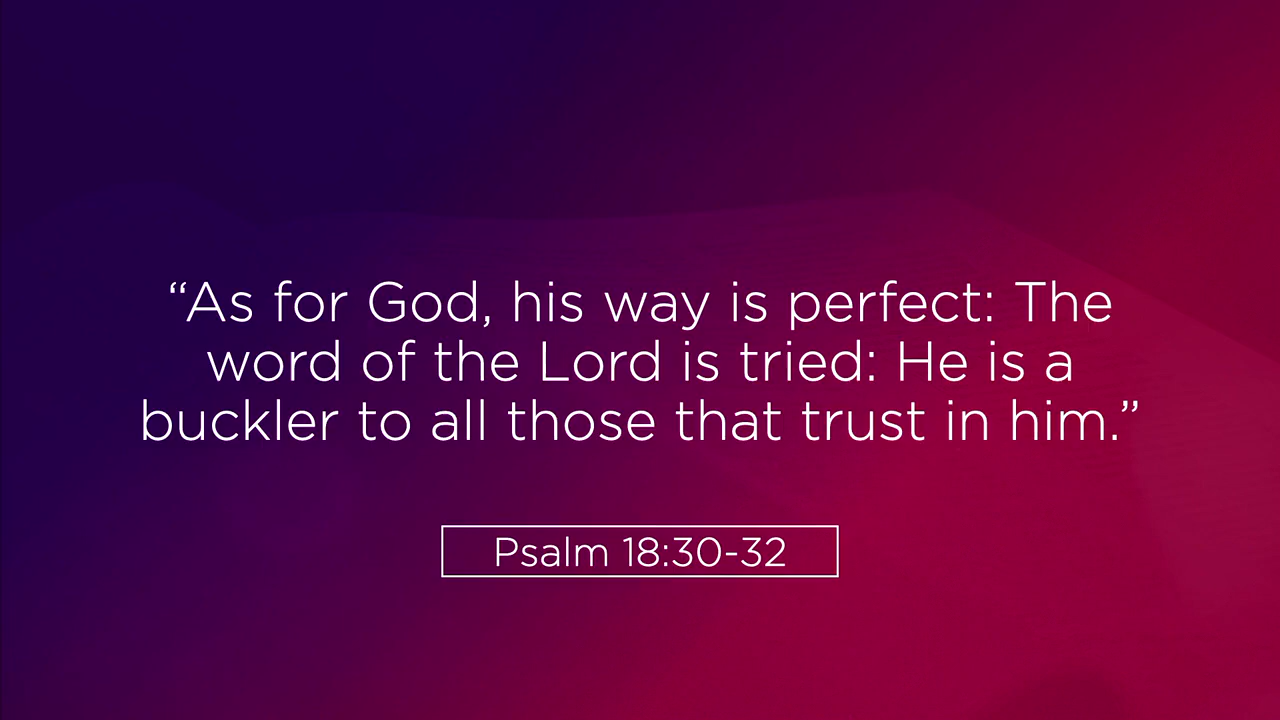 “As for God, his way is perfect: The
word of the Lord is tried: He is a
buckler to all those that trust in him.”
Psalm 18:30-32